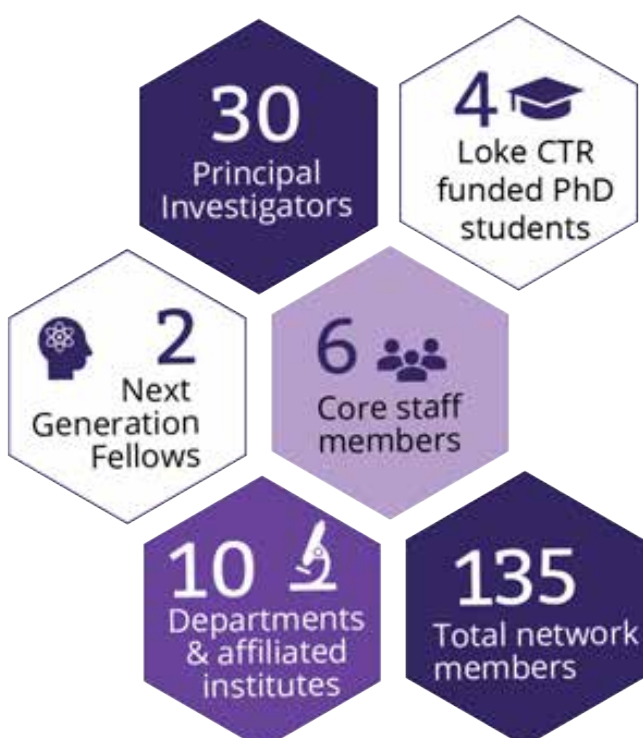 30
Principal
Investigators
4
Loke CTR
funded PhD
students
2
Next
Generation
Fellows
6
Core staff
members
10
Departments
& affiliated
institutes
135
Total network
members